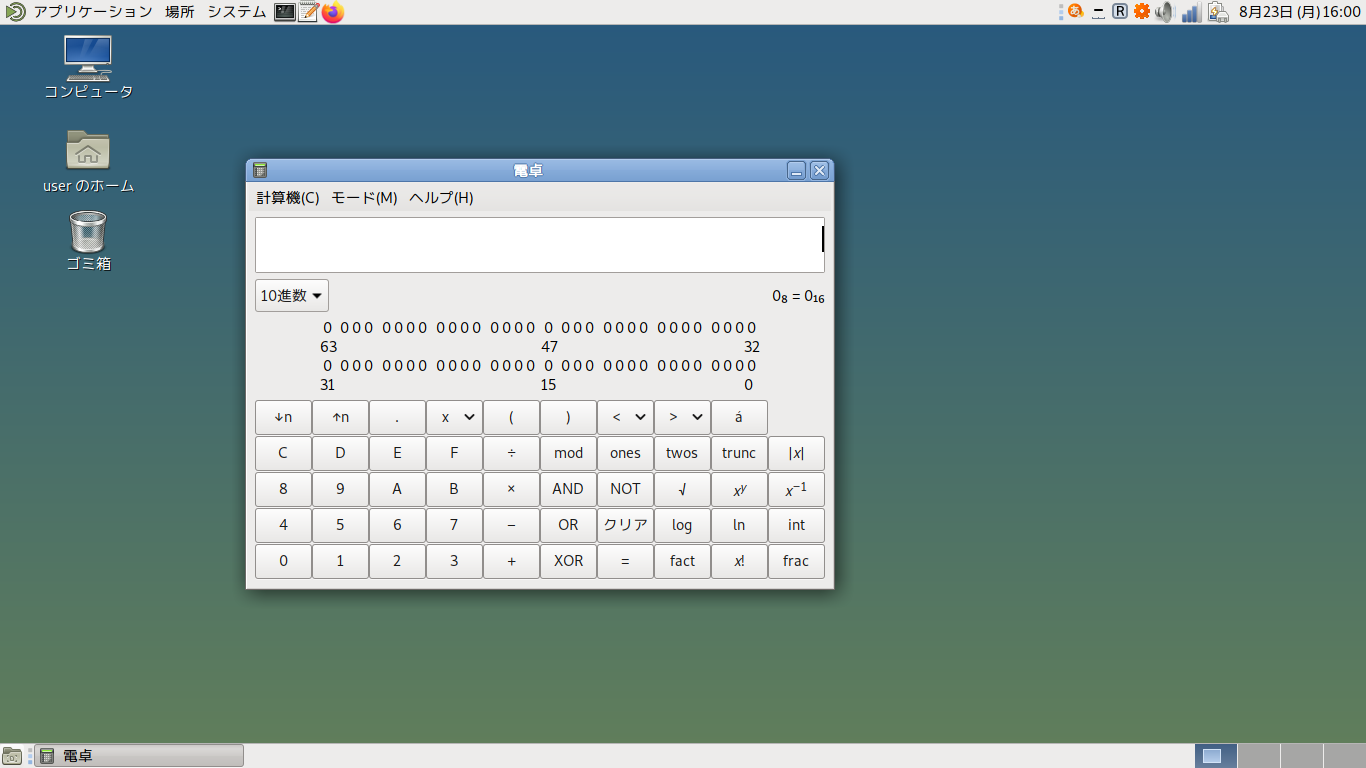 アプリケーション 場所 システム あ R 8月23日 (月) 16:00
コンピュータ
user のホーム
ゴミ箱
電卓
計算機(C) モード(M) ヘルプ(H)
10進数 0₈ = 0₁₆
0 000 0000 0000 0000 0 000 0000 0000 0000
63 47 32
0 000 0000 0000 0000 0 000 0000 0000 0000
31 15 0
↓n ↑n . x ( ) < > á
C D E F ÷ mod ones twos trunc |x|
8 9 A B × AND NOT √ xʸ x⁻¹
4 5 6 7 − OR クリア log ln int
0 1 2 3 + XOR = fact x! frac
電卓